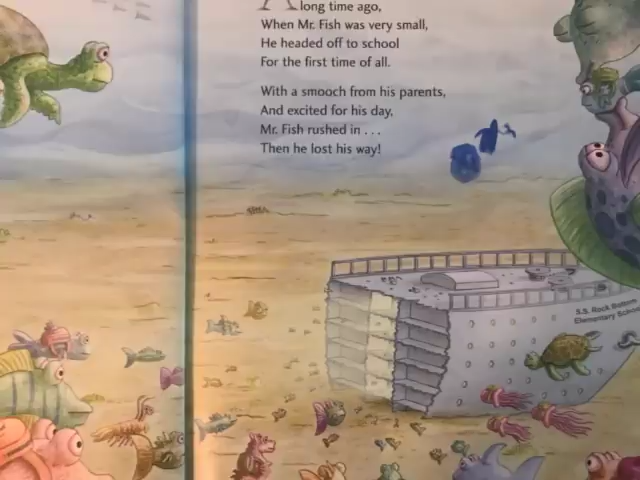 A long time ago,
When Mr. Fish was very small,
He headed off to school
For the first time of all.
With a smooch from his parents,
And excited for his day,
Mr. Fish rushed in . . .
Then he lost his way!
S.S. Rock Bottom
Elementary School